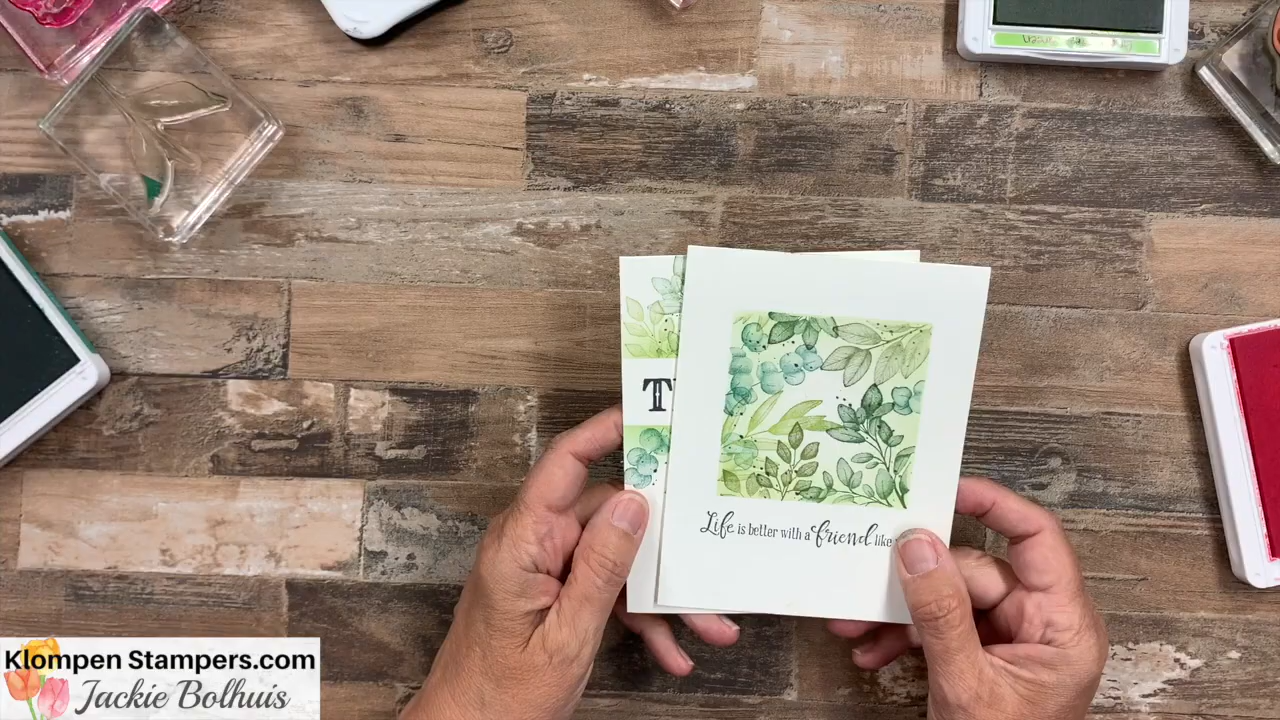 T
Life is better with a friend like
Klompen Stampers.com
Jackie Bolhuis